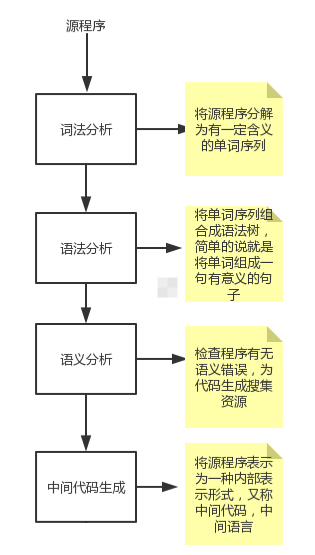 源程序
词法分析
将源程序分解
为有一定含义
的单词序列
语法分析
将单词序列组
合成语法树，
简单的说就是
将单词组成一
句有意义的句
子
语义分析
检查程序有无
语义错误，为
代码生成搜集
资源
中间代码生成
将源程序表示
为一种内部表
示形式，又称
中间代码，中
间语言